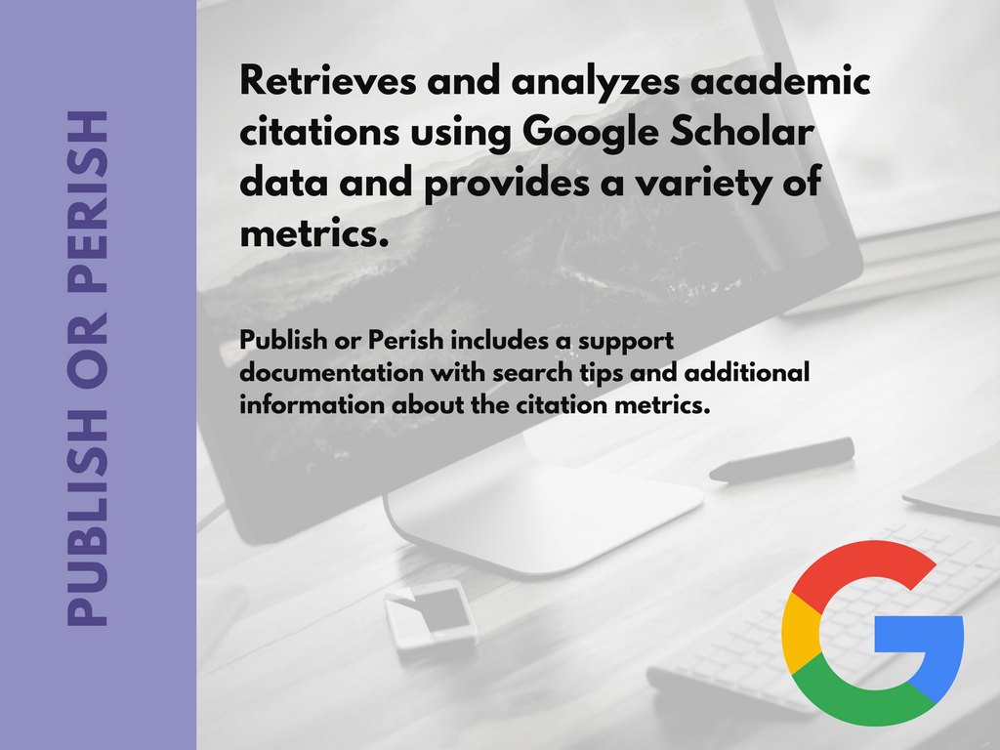 PUBLISH OR PERISH
Retrieves and analyzes academic
citations using Google Scholar
data and provides a variety of
metrics.
Publish or Perish includes a support
documentation with search tips and additional
information about the citation metrics.
G